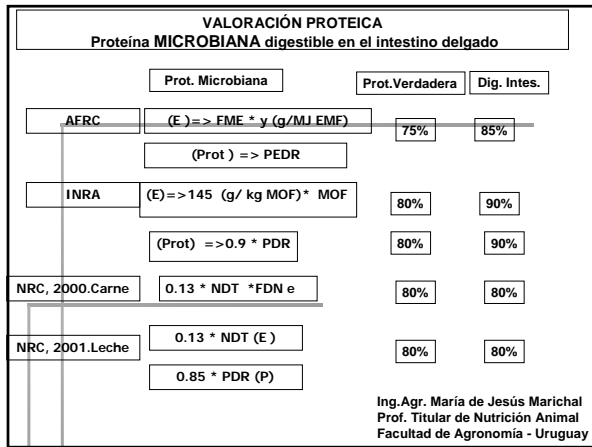 VALORACIÓN PROTEICA
Proteína MICROBIANA digestible en el intestino delgado
Prot. Microbiana
Prot.Verdadera
Dig. Intes.
AFRC
(E )=> FME * y (g/MJ EMF)
75%
85%
(Prot ) => PEDR
INRA
(E)=>145 (g/ kg MOF)* MOF
80%
90%
(Prot) =>0.9 * PDR
80%
90%
NRC, 2000.Carne
0.13 * NDT *FDN e
80%
80%
NRC, 2001.Leche
0.13 * NDT (E )
80%
80%
0.85 * PDR (P)
Ing.Agr. María de Jesús Marichal
Prof. Titular de Nutrición Animal
Facultad de Agronomía - Uruguay